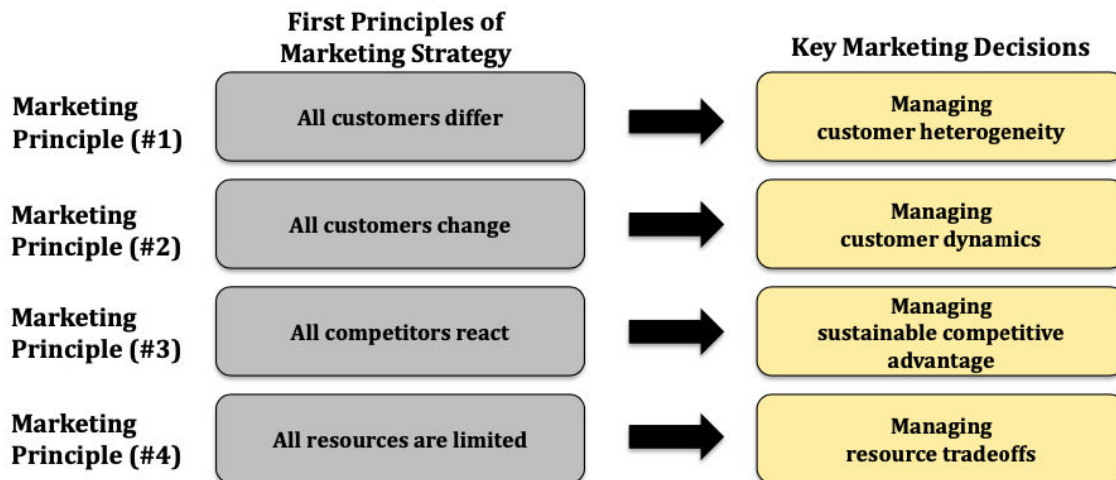 First Principles of
Marketing Strategy
Key Marketing Decisions
Marketing
Principle (#1)
All customers differ
Managing
customer heterogeneity
Marketing
Principle (#2)
All customers change
Managing
customer dynamics
Marketing
Principle (#3)
All competitors react
Managing
sustainable competitive
advantage
Marketing
Principle (#4)
All resources are limited
Managing
resource tradeoffs